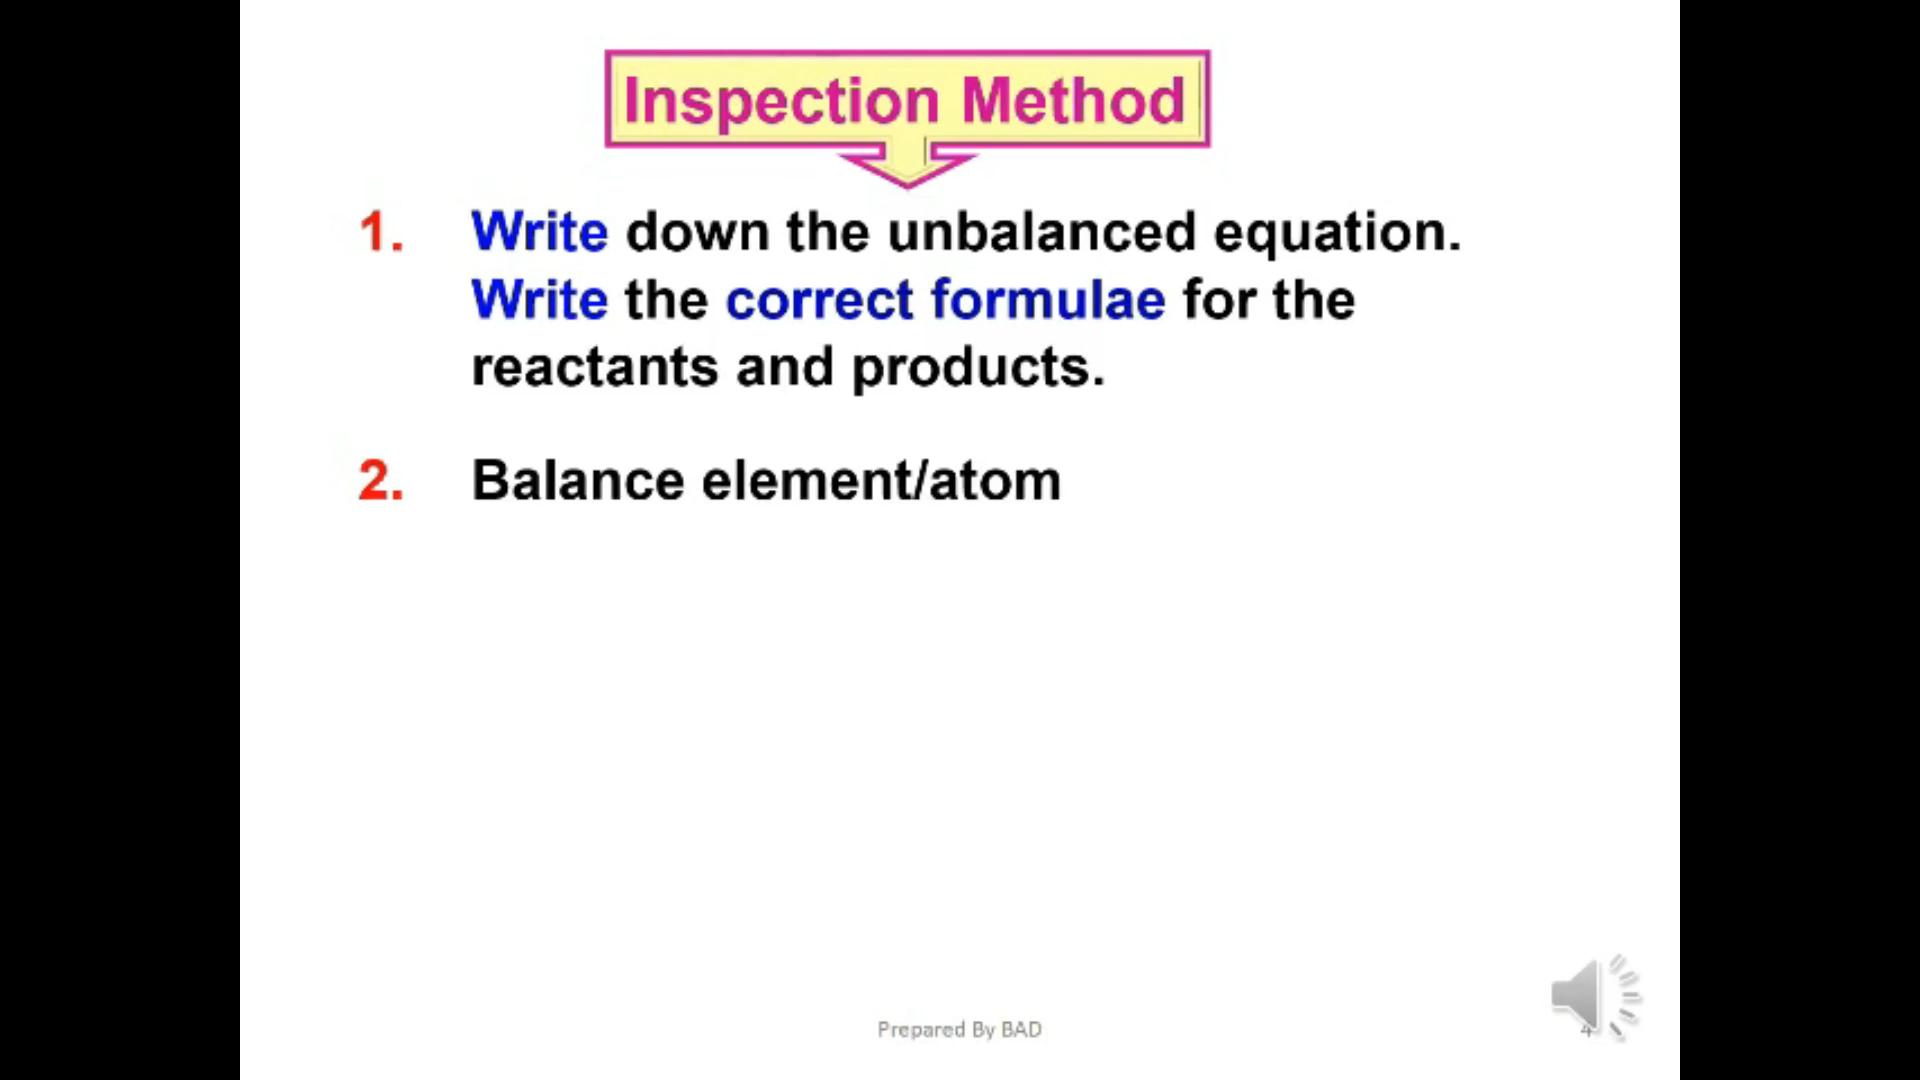 Inspection Method
1. Write down the unbalanced equation.
Write the correct formulae for the
reactants and products.
2. Balance element/atom
Prepared By BAD
4